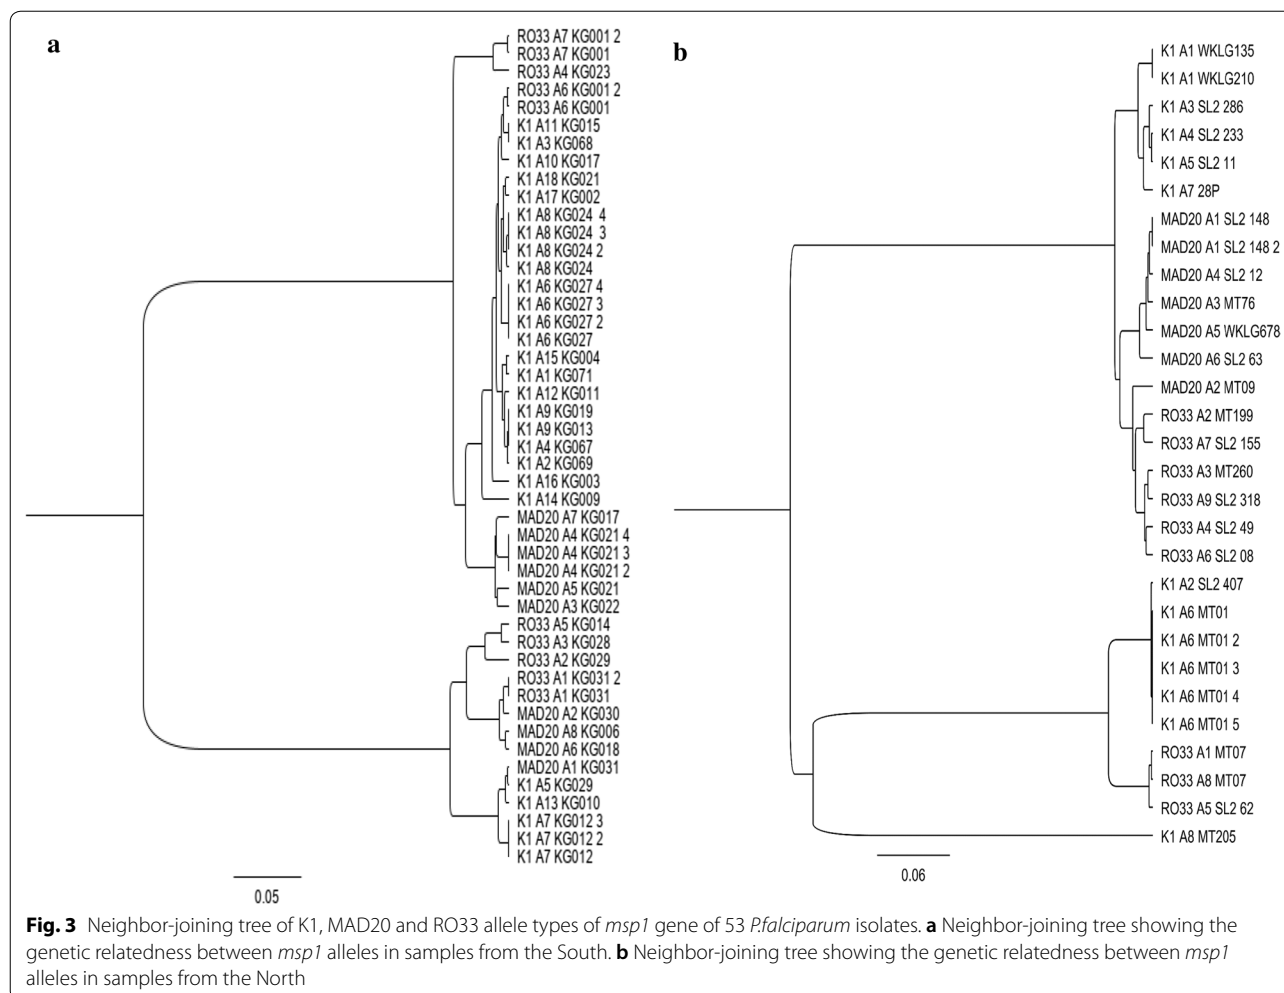 a
RO33 A7 KG001 2
RO33 A7 KG001
RO33 A4 KG023
RO33 A6 KG001 2
RO33 A6 KG001
K1 A11 KG015
K1 A3 KG068
K1 A10 KG017
K1 A18 KG021
K1 A17 KG002
K1 A8 KG024 4
K1 A8 KG024 3
K1 A8 KG024 2
K1 A8 KG024
K1 A6 KG027 4
K1 A6 KG027 3
K1 A6 KG027 2
K1 A6 KG027
K1 A15 KG004
K1 A1 KG071
K1 A12 KG011
K1 A9 KG019
K1 A9 KG013
K1 A4 KG067
K1 A2 KG069
K1 A16 KG003
K1 A14 KG009
MAD20 A7 KG017
MAD20 A4 KG021 4
MAD20 A4 KG021 3
MAD20 A4 KG021 2
MAD20 A5 KG021
MAD20 A3 KG022
RO33 A5 KG014
RO33 A3 KG028
RO33 A2 KG029
RO33 A1 KG031 2
RO33 A1 KG031
MAD20 A2 KG030
MAD20 A8 KG006
MAD20 A6 KG018
MAD20 A1 KG031
K1 A5 KG029
K1 A13 KG010
K1 A7 KG012 3
K1 A7 KG012 2
K1 A7 KG012
0.05
b
K1 A1 WKLG135
K1 A1 WKLG210
K1 A3 SL2 286
K1 A4 SL2 233
K1 A5 SL2 11
K1 A7 28P
MAD20 A1 SL2 148
MAD20 A1 SL2 148 2
MAD20 A4 SL2 12
MAD20 A3 MT76
MAD20 A5 WKLG678
MAD20 A6 SL2 63
MAD20 A2 MT09
RO33 A2 MT199
RO33 A7 SL2 155
RO33 A3 MT260
RO33 A9 SL2 318
RO33 A4 SL2 49
RO33 A6 SL2 08
K1 A2 SL2 407
K1 A6 MT01
K1 A6 MT01 2
K1 A6 MT01 3
K1 A6 MT01 4
K1 A6 MT01 5
RO33 A1 MT07
RO33 A8 MT07
RO33 A5 SL2 62
K1 A8 MT205
0.06
Fig. 3 Neighbor-joining tree of K1, MAD20 and RO33 allele types of msp1 gene of 53 P.falciparum isolates. a Neighbor-joining tree showing the
genetic relatedness between msp1 alleles in samples from the South. b Neighbor-joining tree showing the genetic relatedness between msp1
alleles in samples from the North